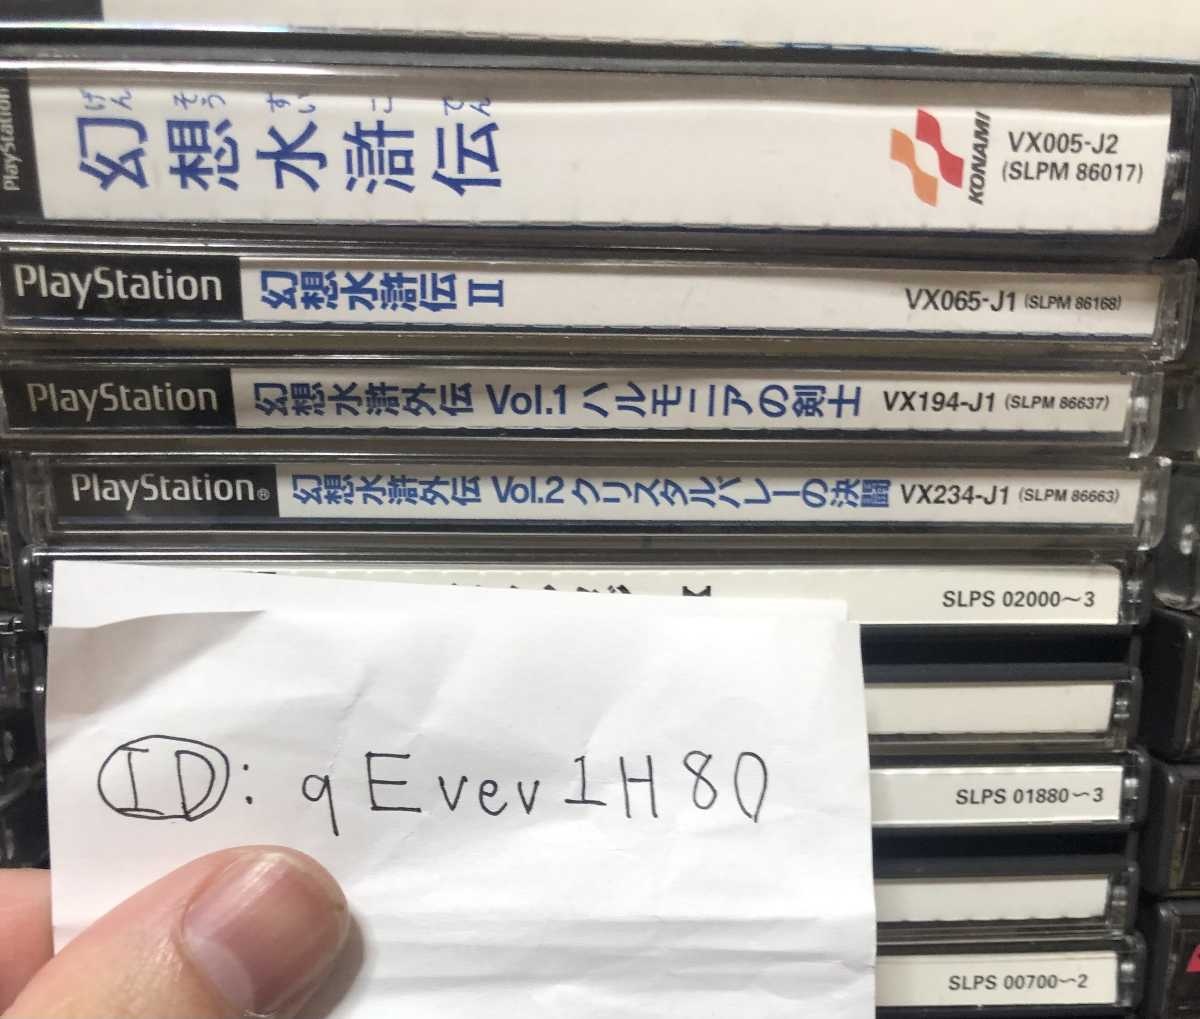 PlayStation
げん そう すい こ でん
幻想水滸伝
KONAMI
VX005-J2
(SLPM 86017)
PlayStation 幻想水滸伝II VX065-J1 (SLPM 86168)
PlayStation 幻想水滸外伝 Vol.1 ハルモニアの剣士 VX194-J1 (SLPM 86637)
PlayStation® 幻想水滸外伝 Vol.2 クリスタルバレーの決闘 VX234-J1 (SLPM 86663)
SLPS 02000~3
ID: qEvev1H80
SLPS 01880~3
SLPS 00700~2